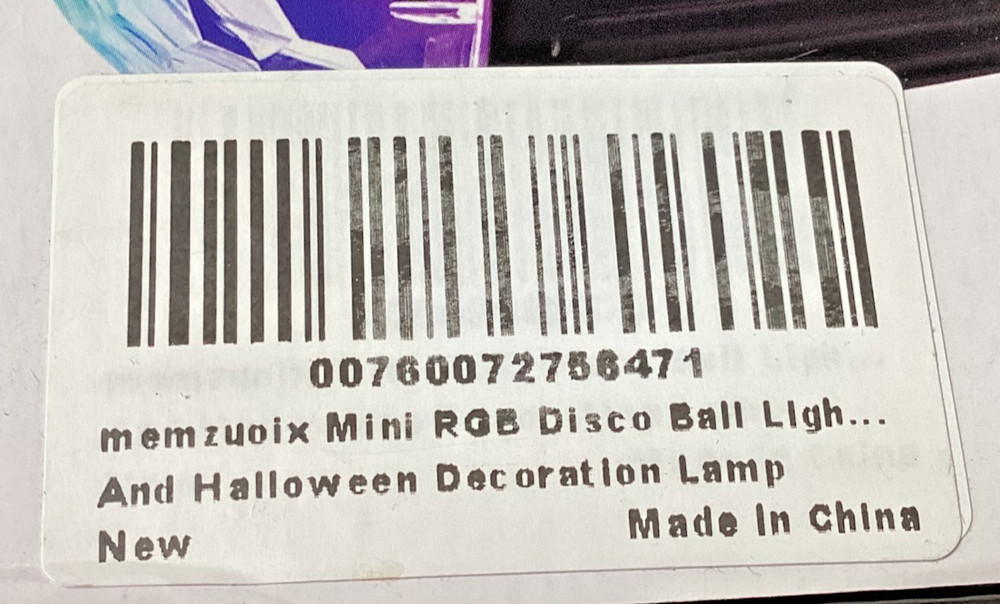 00760072756471
memzuoix Mini RGB Disco Ball LIgh...
And Halloween Decoration Lamp
New Made In China